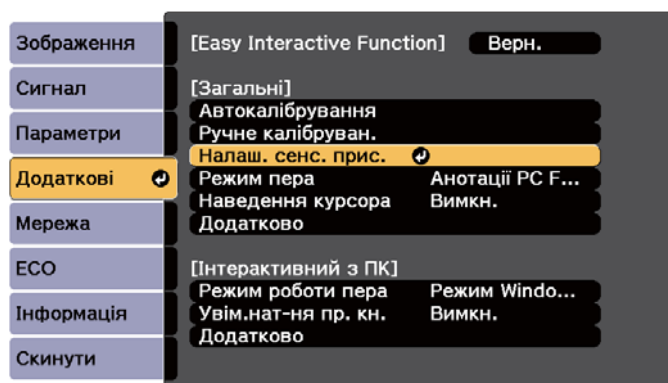 Зображення
Сигнал
Параметри
Додаткові
Мережа
ECO
Інформація
Скинути
[Easy Interactive Function] Верн.
[Загальні]
Автокалібрування
Ручне калібруван.
Налаш. сенс. прис.
Режим пера Анотації PC F...
Наведення курсора Вимкн.
Додатково
[Інтерактивний з ПК]
Режим роботи пера Режим Windo...
Увім.нат-ня пр. кн. Вимкн.
Додатково